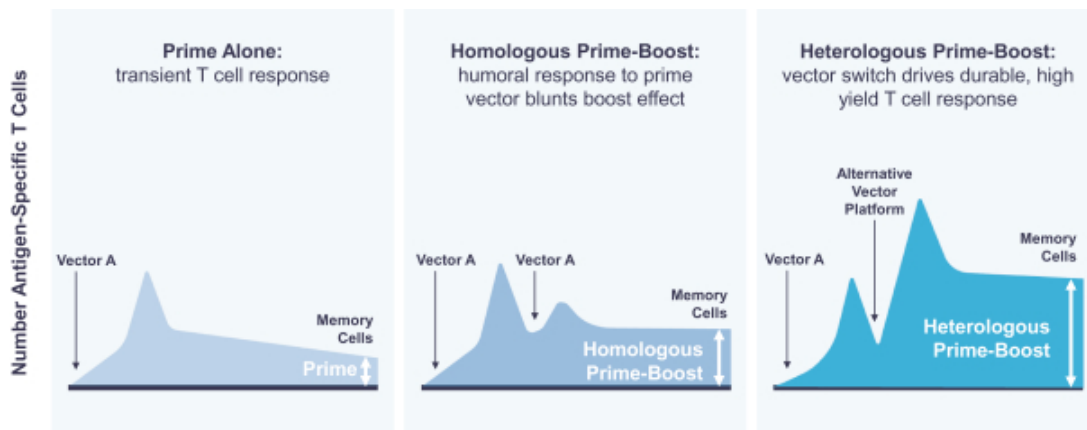 Number Antigen-Specific T Cells
Prime Alone:
transient T cell response
Vector A
Memory
Cells
Prime
Homologous Prime-Boost:
humoral response to prime
vector blunts boost effect
Vector A
Vector A
Memory
Cells
Homologous
Prime-Boost
Heterologous Prime-Boost:
vector switch drives durable, high
yield T cell response
Alternative
Vector
Platform
Vector A
Memory
Cells
Heterologous
Prime-Boost